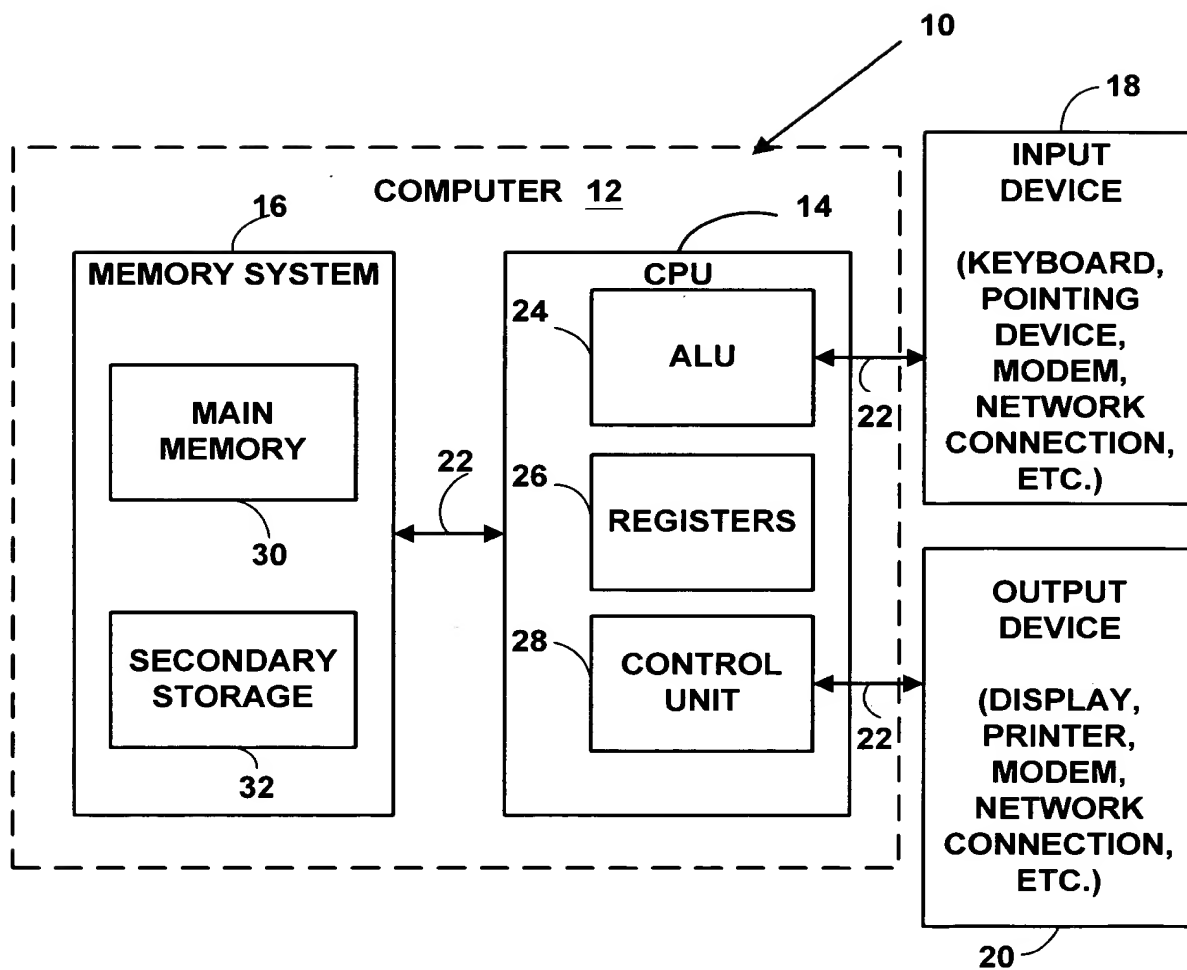 10
18
COMPUTER 12
16
14
MEMORY SYSTEM
MAIN
MEMORY
30
SECONDARY
STORAGE
32
22
CPU
24
ALU
26
REGISTERS
28
CONTROL
UNIT
22
22
INPUT
DEVICE
(KEYBOARD,
POINTING
DEVICE,
MODEM,
NETWORK
CONNECTION,
ETC.)
OUTPUT
DEVICE
(DISPLAY,
PRINTER,
MODEM,
NETWORK
CONNECTION,
ETC.)
20